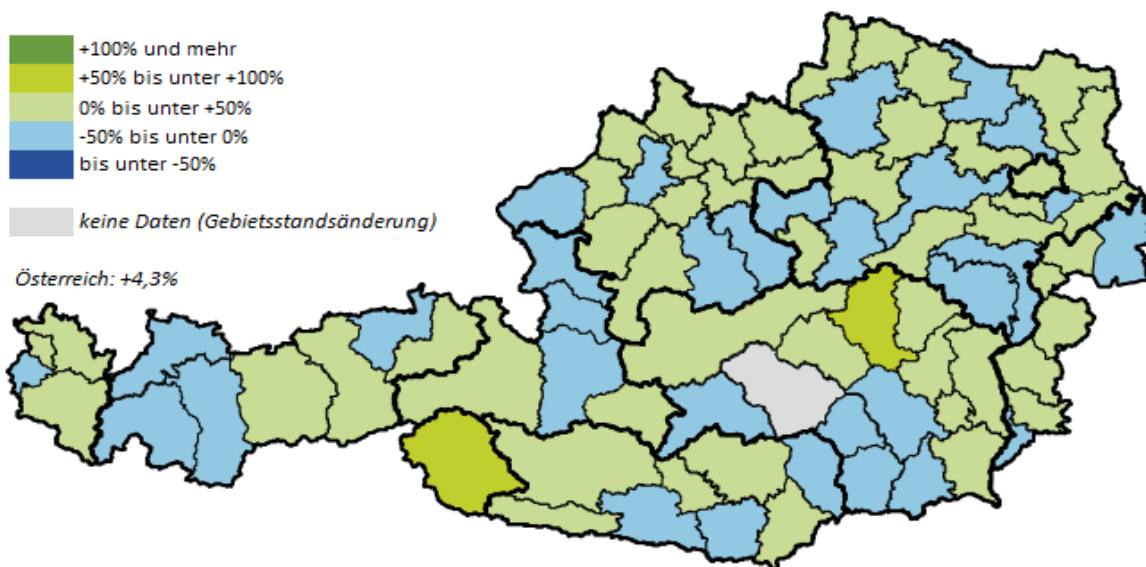 +100% und mehr
+50% bis unter +100%
0% bis unter +50%
-50% bis unter 0%
bis unter -50%
keine Daten (Gebietsstandsänderung)
Österreich: +4,3%